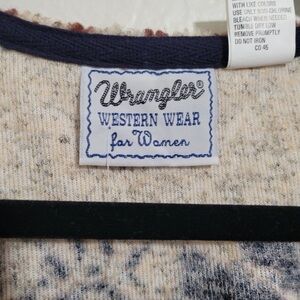 WITH LIKE COLORS
USE ONLY NON-CHLORINE
BLEACH WHEN NEEDED
TUMBLE DRY LOW
REMOVE PROMPTLY
DO NOT IRON
CO 45
Wrangler®
WESTERN WEAR
for Women